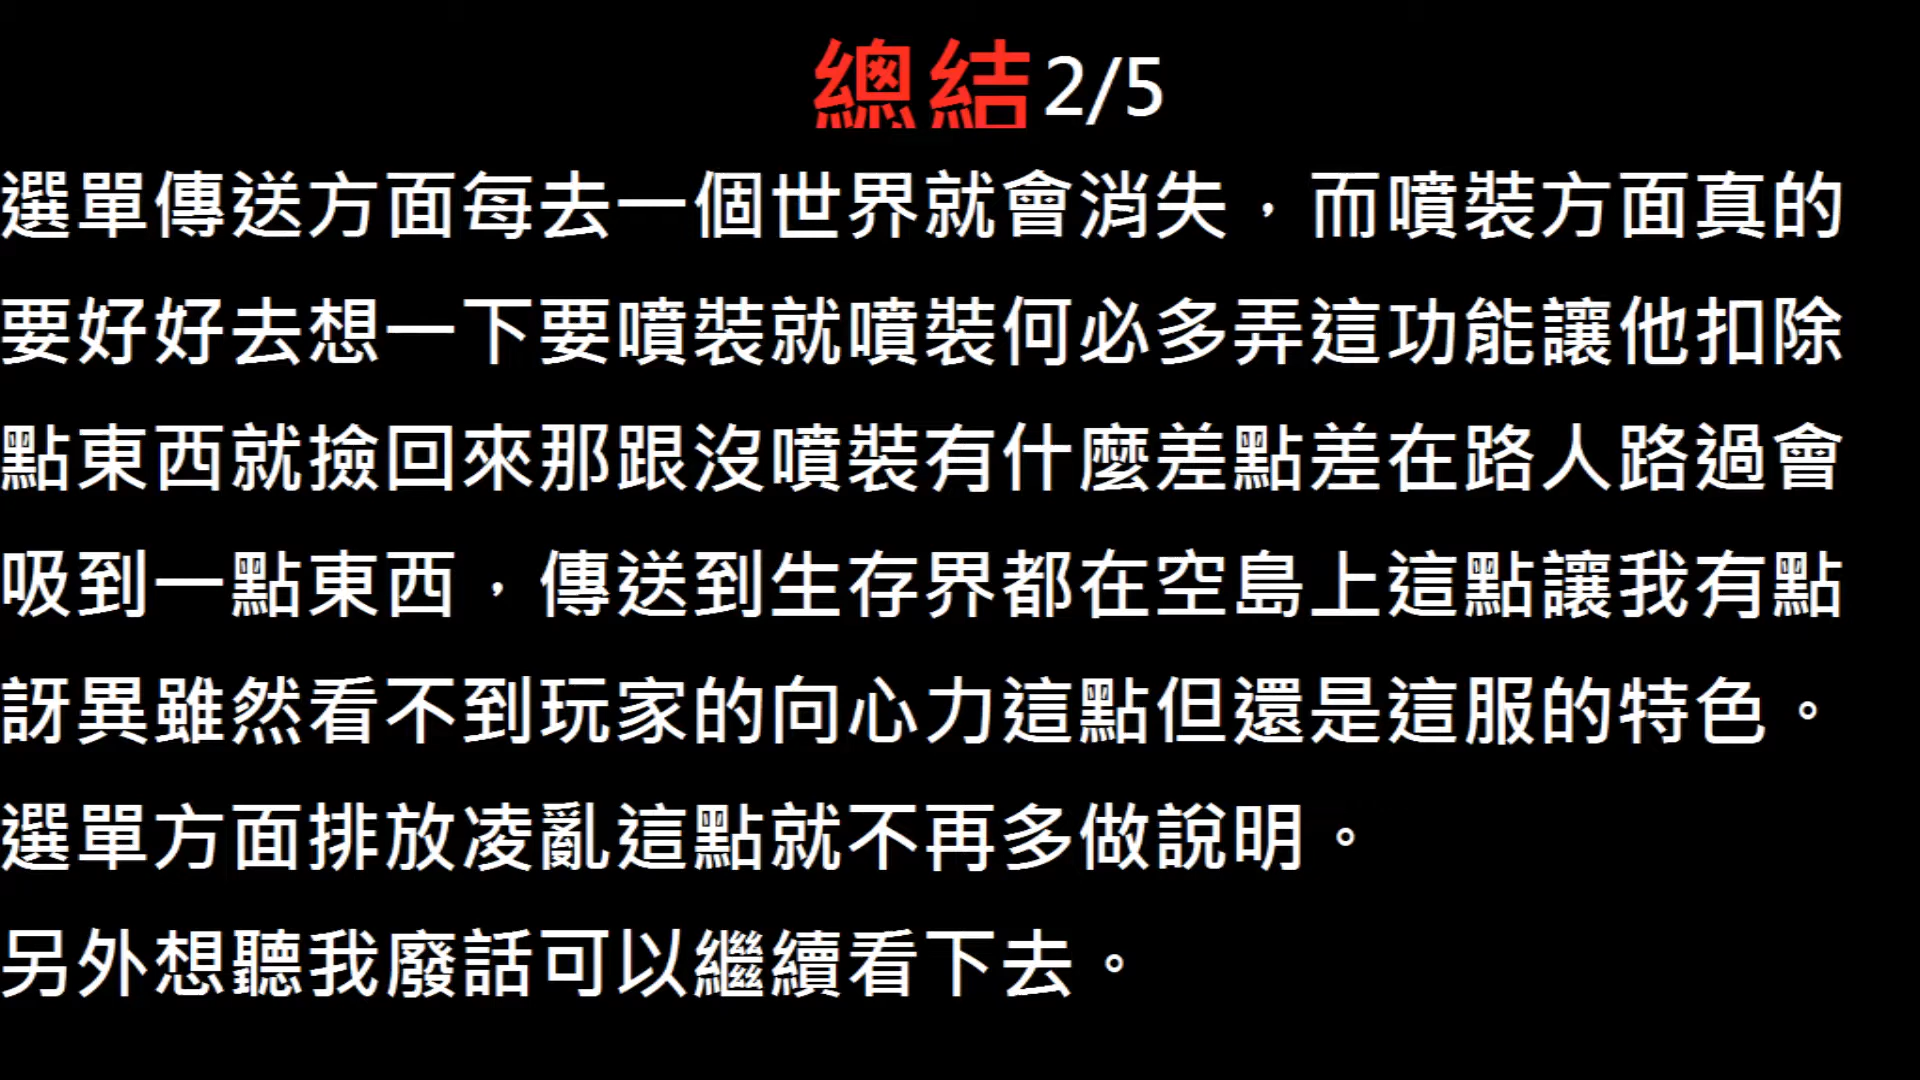 總結2/5
選單傳送方面每去一個世界就會消失，而噴裝方面真的
要好好去想一下要噴裝就噴裝何必多弄這功能讓他扣除
點東西就撿回來那跟沒噴裝有什麼差點差在路人路過會
吸到一點東西，傳送到生存界都在空島上這點讓我有點
訝異雖然看不到玩家的向心力這點但還是這服的特色。
選單方面排放凌亂這點就不再多做說明。
另外想聽我廢話可以繼續看下去。